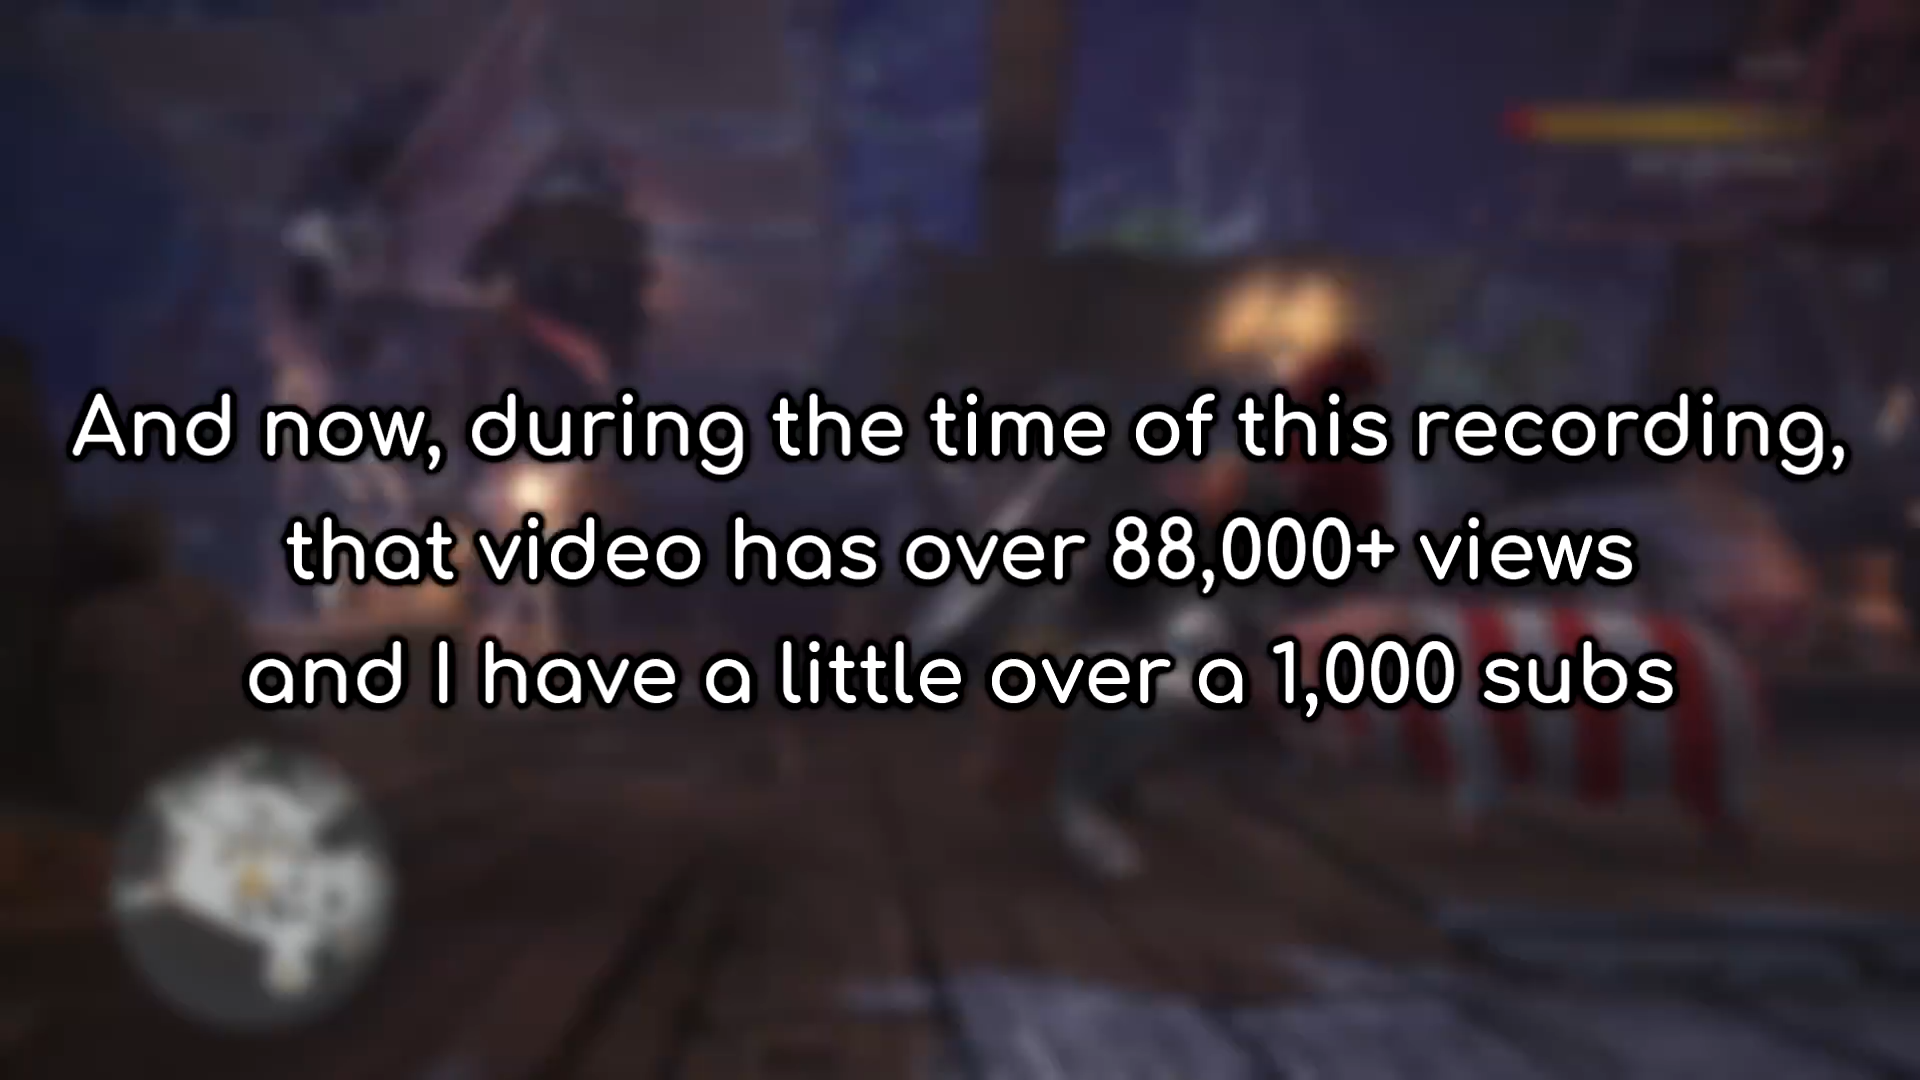 And now, during the time of this recording,
that video has over 88,000+ views
and I have a little over a 1,000 subs